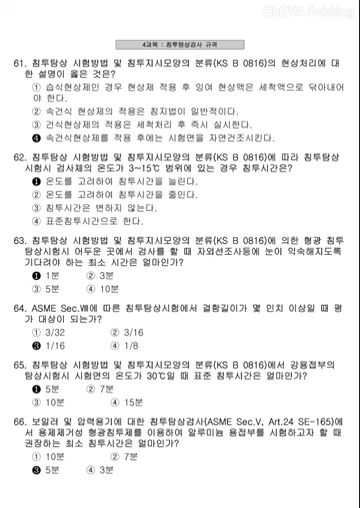 CLOVA Dubbing
4과목 : 침투탐상검사 규격
61. 침투탐상 시험방법 및 침투지시모양의 분류(KS B 0816)의 현상처리에 대
한 설명이 옳은 것은?
① 습식현상제인 경우 현상제 적용 후 잉여 현상액은 세척액으로 닦아내어
야 한다.
② 속건식 현상제의 적용은 침지법이 일반적이다.
③ 건식현상제의 적용은 세척처리 후 즉시 실시한다.
❹ 속건식현상제를 적용 후에는 시험면을 자연건조시킨다.
62. 침투탐상 시험방법 및 침투지시모양의 분류(KS B 0816)에 따라 침투탐상
시험시 검사체의 온도가 3~15℃ 범위에 있는 경우 침투시간은?
❶ 온도를 고려하여 침투시간을 늘린다.
② 온도를 고려하여 침투시간을 줄인다.
③ 침투시간은 변하지 않는다.
④ 표준침투시간으로 한다.
63. 침투탐상 시험방법 및 침투지시모양의 분류(KS B 0816)에 의한 형광 침투
탐상시험시 어두운 곳에서 검사를 할 때 자외선조사등에 눈이 익숙해지도록
기다려야 하는 최소 시간은 얼마인가?
❶ 1분 ② 3분
③ 5분 ④ 10분
64. ASME Sec.Ⅷ에 따른 침투탐상시험에서 결함길이가 몇 인치 이상일 때 평
가 대상이 되는가?
① 3/32 ② 3/16
❸ 1/16 ④ 1/8
65. 침투탐상 시험방법 및 침투지시모양의 분류(KS B 0816)에서 강용접부의
탐상시험시 시험면의 온도가 30℃일 때 표준 침투시간은 얼마인가?
❶ 5분 ② 7분
③ 10분 ④ 15분
66. 보일러 및 압력용기에 대한 침투탐상검사(ASME Sec.V, Art.24 SE-165)에
서 용제제거성 형광침투제를 이용하여 알루미늄 용접부를 시험하고자 할 때
권장하는 최소 침투시간은 얼마인가?
① 10분 ② 7분
❸ 5분 ④ 3분